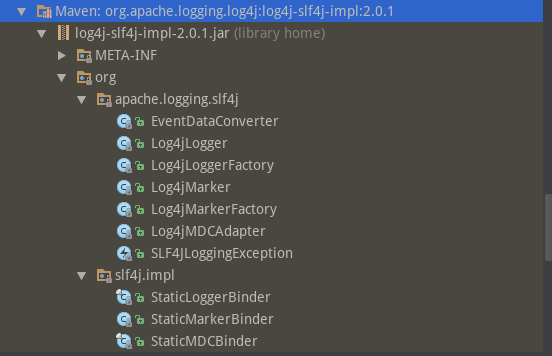 Maven: org.apache.logging.log4j:log4j-slf4j-impl:2.0.1
log4j-slf4j-impl-2.0.1.jar (library home)
META-INF
org
apache.logging.slf4j
EventDataConverter
Log4jLogger
Log4jLoggerFactory
Log4jMarker
Log4jMarkerFactory
Log4jMDCAdapter
SLF4JLoggingException
slf4j.impl
StaticLoggerBinder
StaticMarkerBinder
StaticMDCBinder